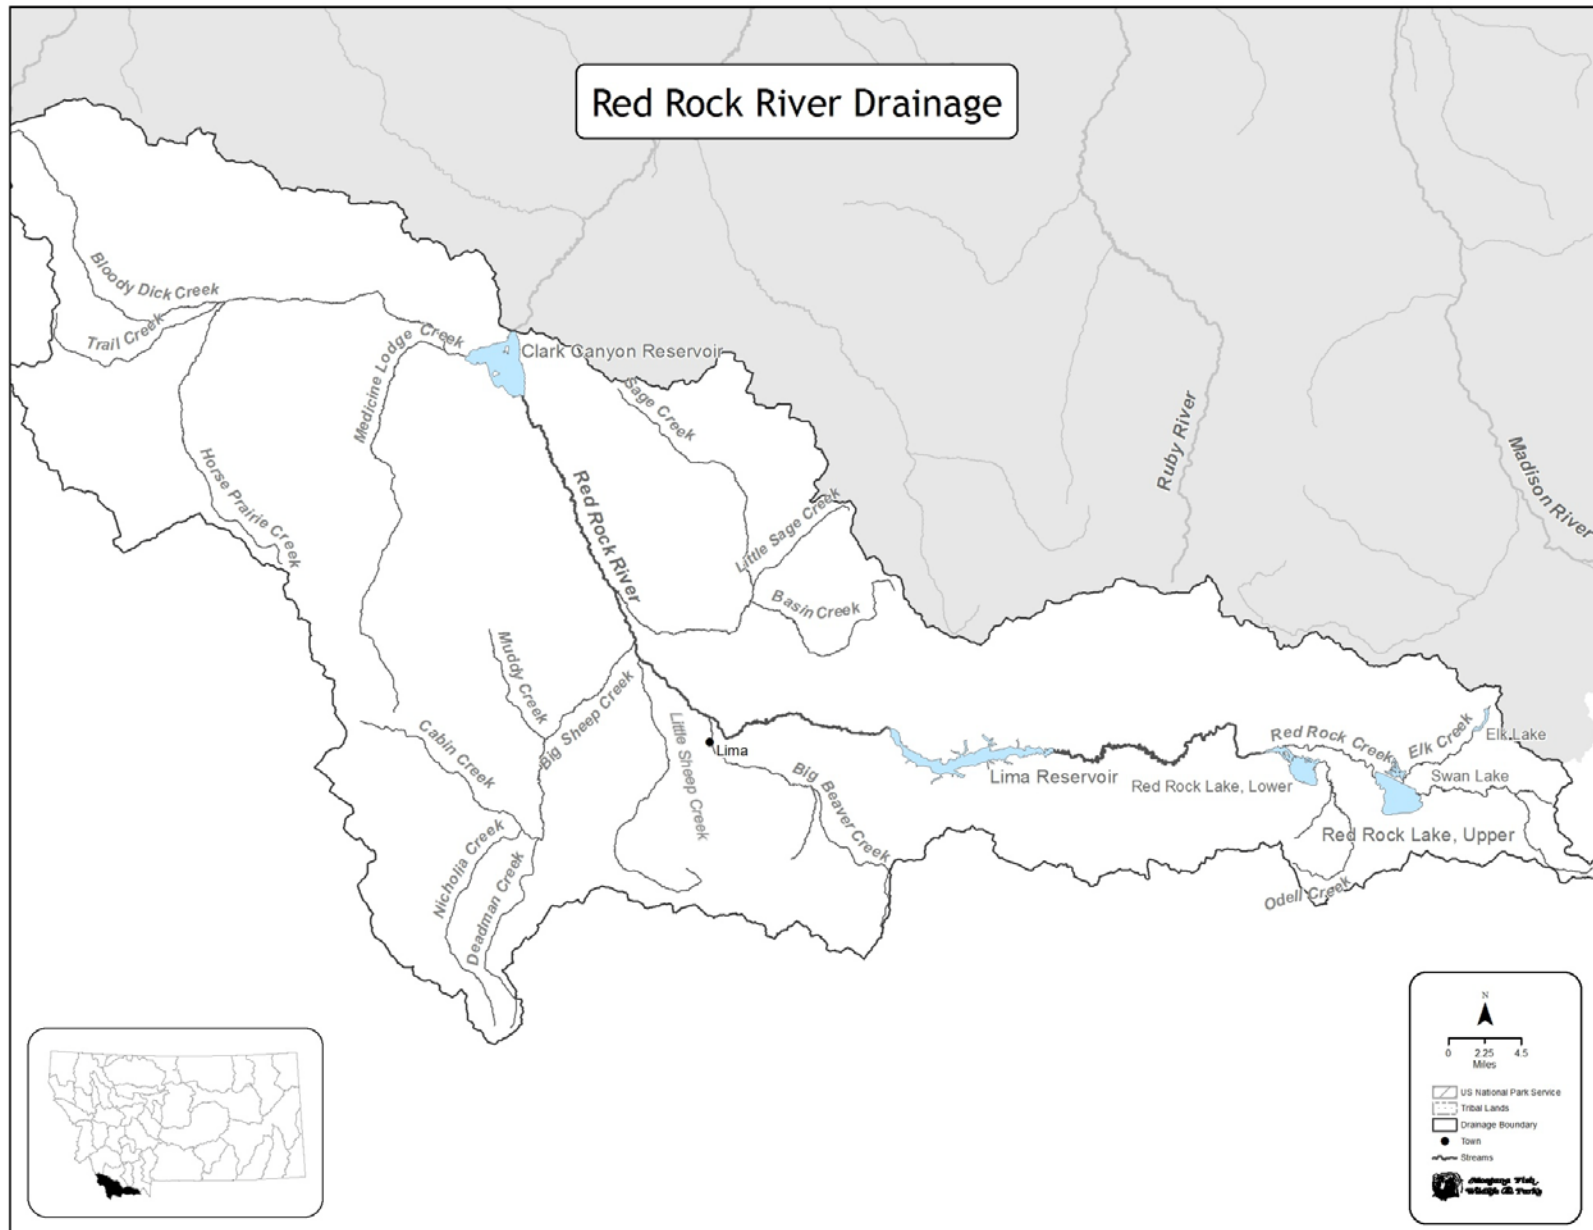 Red Rock River Drainage
Bloody Dick Creek
Trail Creek
Medicine Lodge Creek
Clark Canyon Reservoir
Sage Creek
Horse Prairie Creek
Red Rock River
Little Sage Creek
Basin Creek
Ruby River
Madison River
Muddy Creek
Big Sheep Creek
Cabin Creek
Little Sheep Creek
Lima
Big Beaver Creek
Nicholia Creek
Deadman Creek
Lima Reservoir
Red Rock Creek
Elk Creek
Elk Lake
Swan Lake
Red Rock Lake, Lower
Red Rock Lake, Upper
Odell Creek
N
0 2.25 4.5
Miles
US National Park Service
Tribal Lands
Drainage Boundary
Town
Streams
Montana Fish
Wildlife & Parks